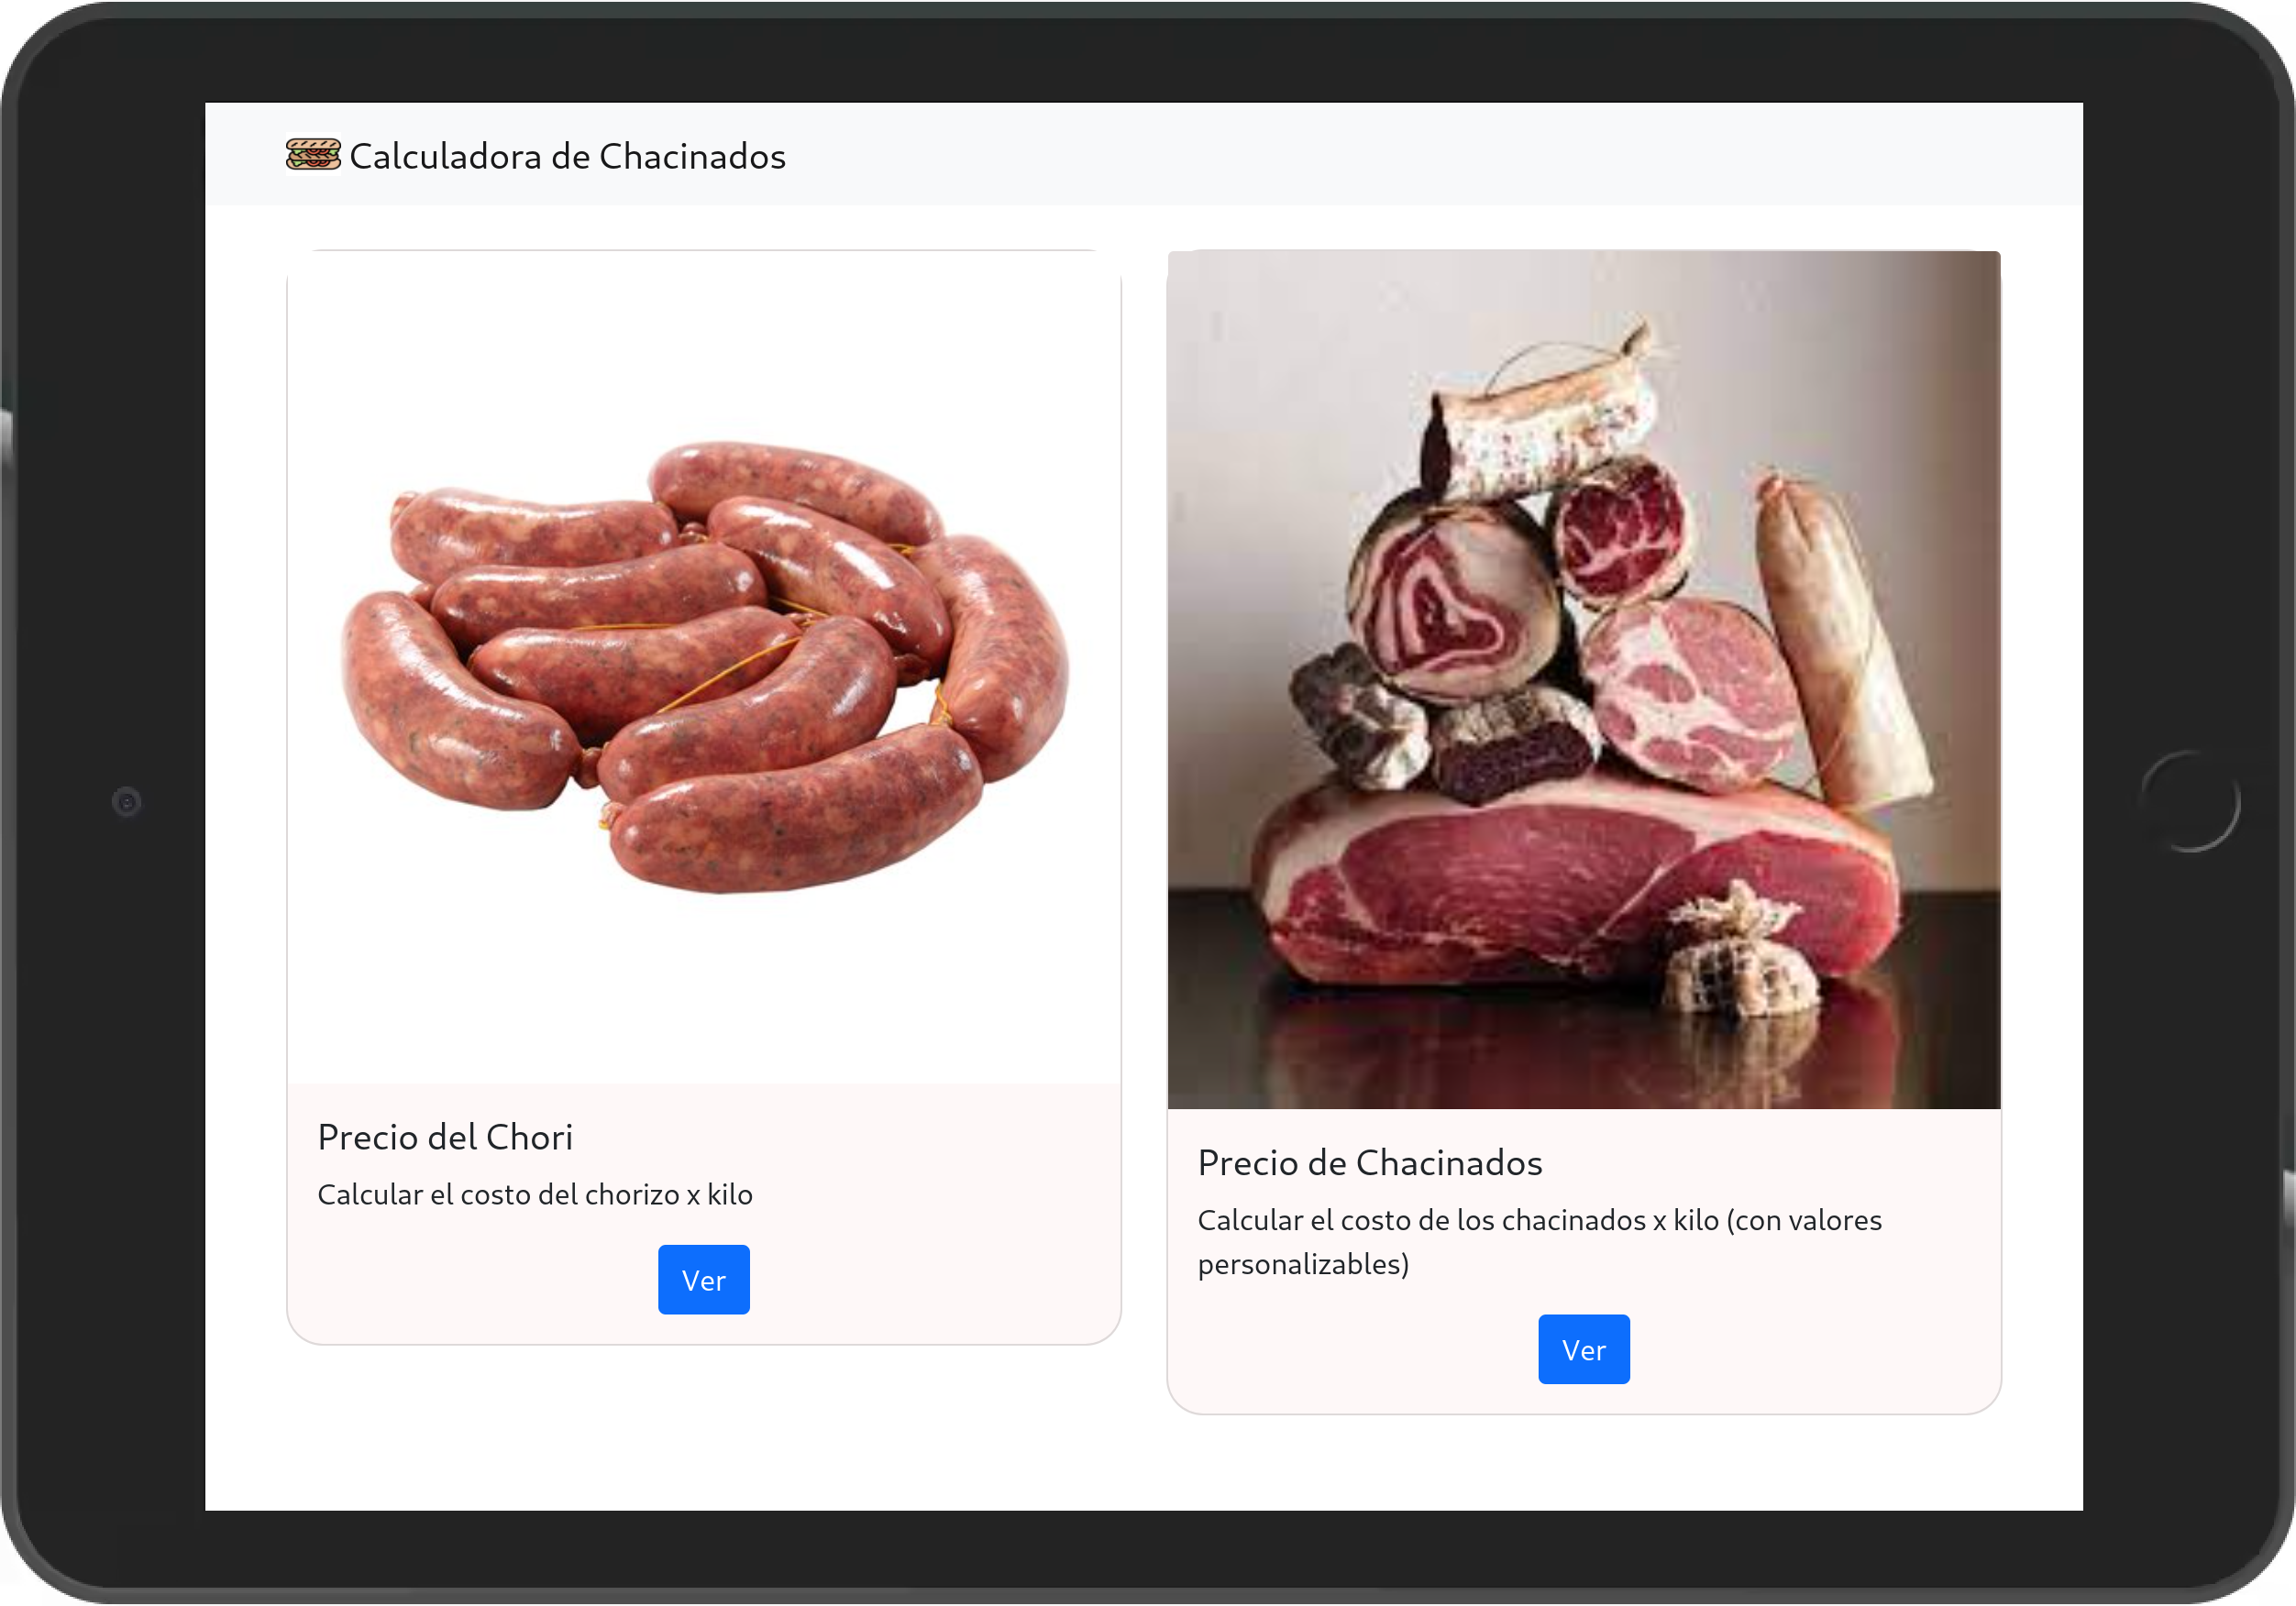 Calculadora de Chacinados
Precio del Chori
Calcular el costo del chorizo x kilo
Ver
Precio de Chacinados
Calcular el costo de los chacinados x kilo (con valores
personalizables)
Ver